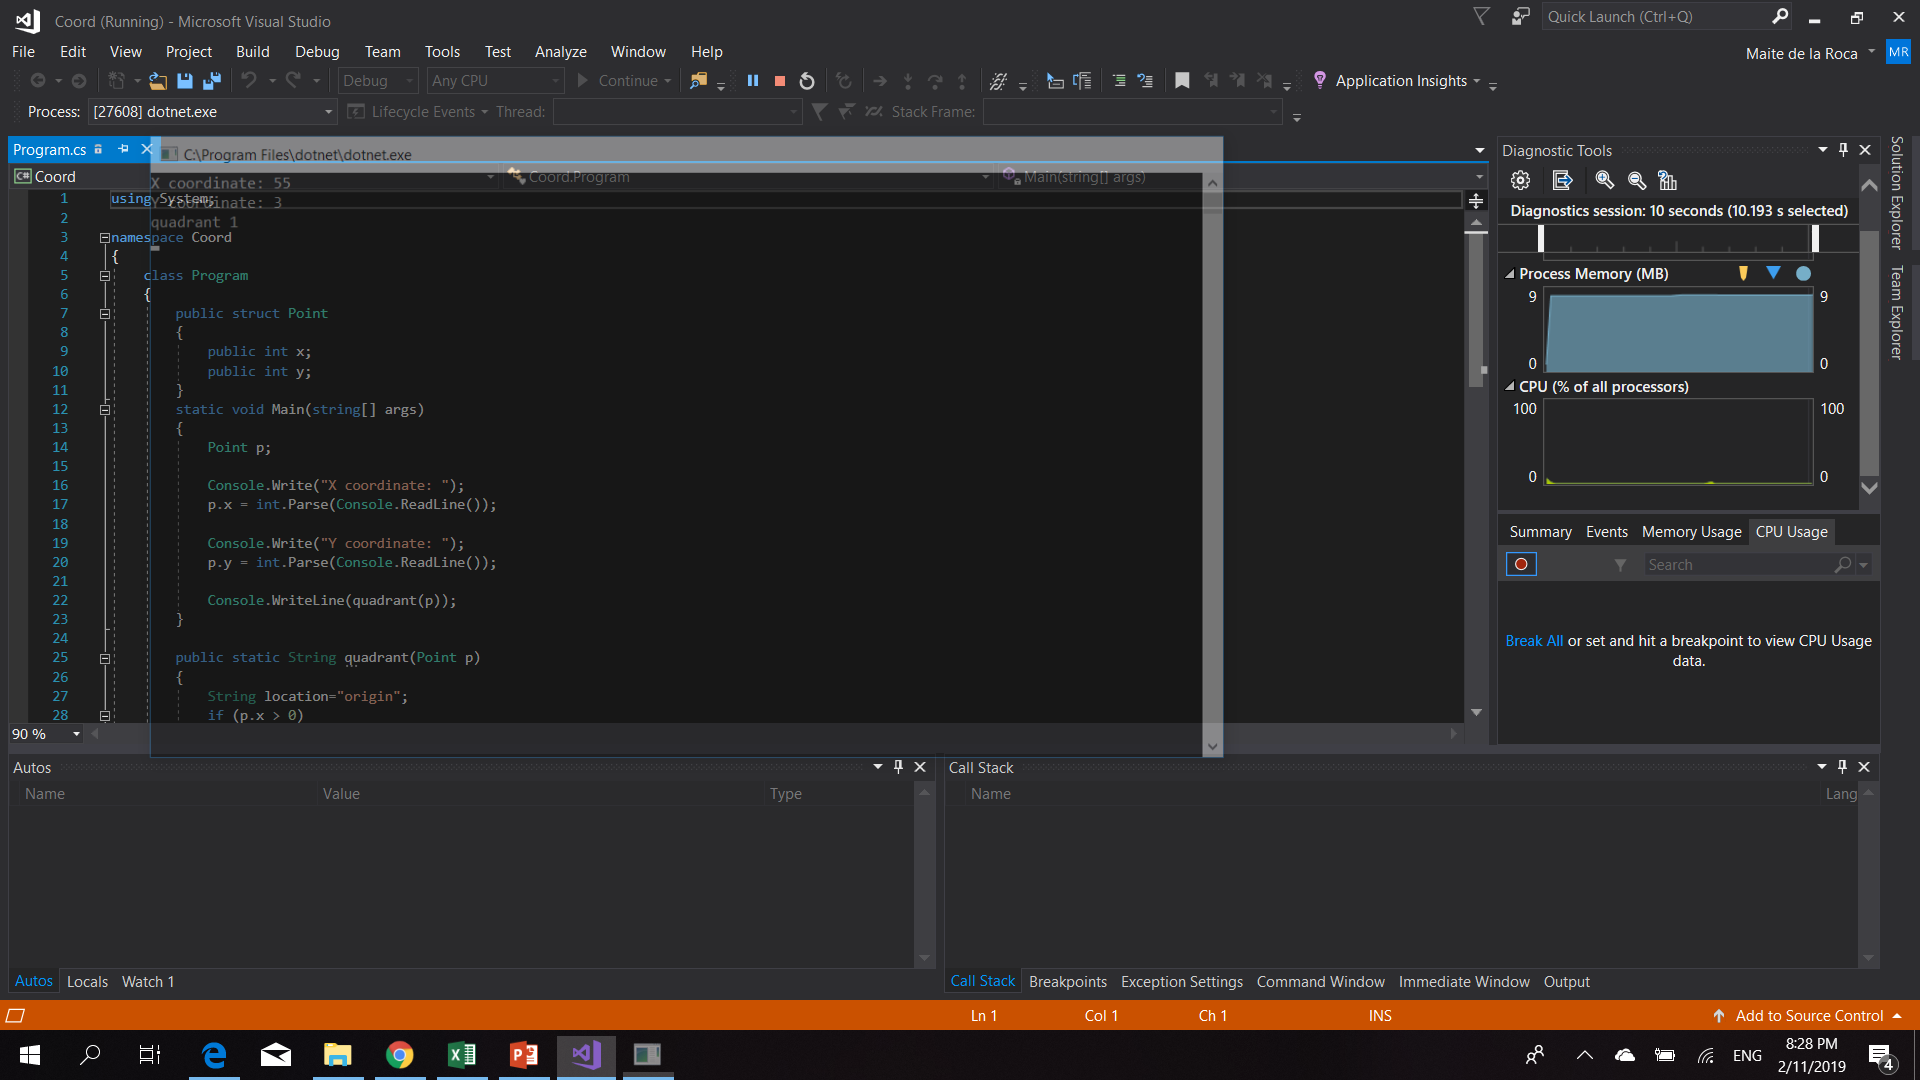 Coord (Running) - Microsoft Visual Studio
Quick Launch (Ctrl+Q)
File Edit View Project Build Debug Team Tools Test Analyze Window Help
Maite de la Roca MR
Debug Any CPU Continue Application Insights
Process: [27608] dotnet.exe Lifecycle Events Thread: Stack Frame:
Program.cs
C:\Program Files\dotnet\dotnet.exe
C# Coord
Coord.Program
Main(string[] args)
X coordinate: 55
Y coordinate: 3
quadrant 1
1 using System;
2
3 namespace Coord
4 {
5 class Program
6 {
7 public struct Point
8 {
9 public int x;
10 public int y;
11 }
12 static void Main(string[] args)
13 {
14 Point p;
15
16 Console.Write("X coordinate: ");
17 p.x = int.Parse(Console.ReadLine());
18
19 Console.Write("Y coordinate: ");
20 p.y = int.Parse(Console.ReadLine());
21
22 Console.WriteLine(quadrant(p));
23 }
24
25 public static String quadrant(Point p)
26 {
27 String location="origin";
28 if (p.x > 0)
90 %
Diagnostic Tools
Diagnostics session: 10 seconds (10.193 s selected)
Process Memory (MB)
9 9
0 0
CPU (% of all processors)
100 100
0 0
Summary Events Memory Usage CPU Usage
Search
Break All or set and hit a breakpoint to view CPU Usage
data.
Solution Explorer
Team Explorer
Autos
Name Value Type
Autos Locals Watch 1
Call Stack
Name Lang
Call Stack Breakpoints Exception Settings Command Window Immediate Window Output
Ln 1 Col 1 Ch 1 INS Add to Source Control
ENG
8:28 PM
2/11/2019
4